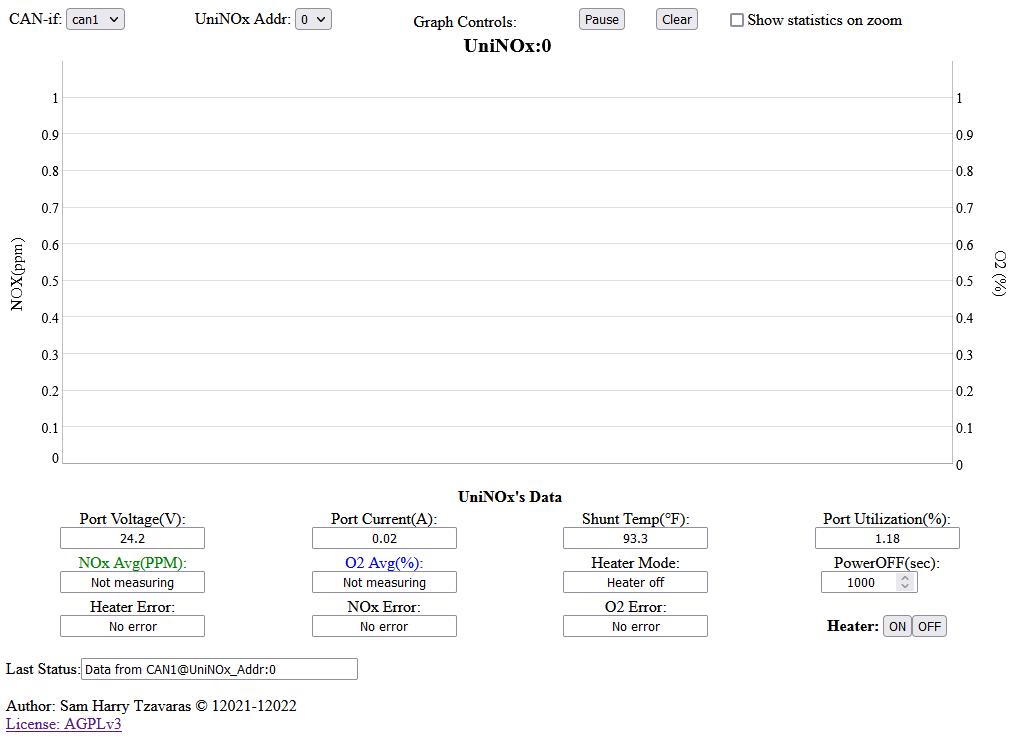 CAN-if: can1 UniNOx Addr: 0 Graph Controls: Pause Clear Show statistics on zoom
UniNOx:0
1 1
0.9 0.9
0.8 0.8
0.7 0.7
0.6 0.6
NOX(ppm) O2 (%)
0.5 0.5
0.4 0.4
0.3 0.3
0.2 0.2
0.1 0.1
0 0
UniNOx's Data
Port Voltage(V): Port Current(A): Shunt Temp(°F): Port Utilization(%):
24.2 0.02 93.3 1.18
NOx Avg(PPM): O2 Avg(%): Heater Mode: PowerOFF(sec):
Not measuring Not measuring Heater off 1000
Heater Error: NOx Error: O2 Error:
No error No error No error Heater: ON OFF
Last Status: Data from CAN1@UniNOx_Addr:0
Author: Sam Harry Tzavaras © 12021-12022
License: AGPLv3